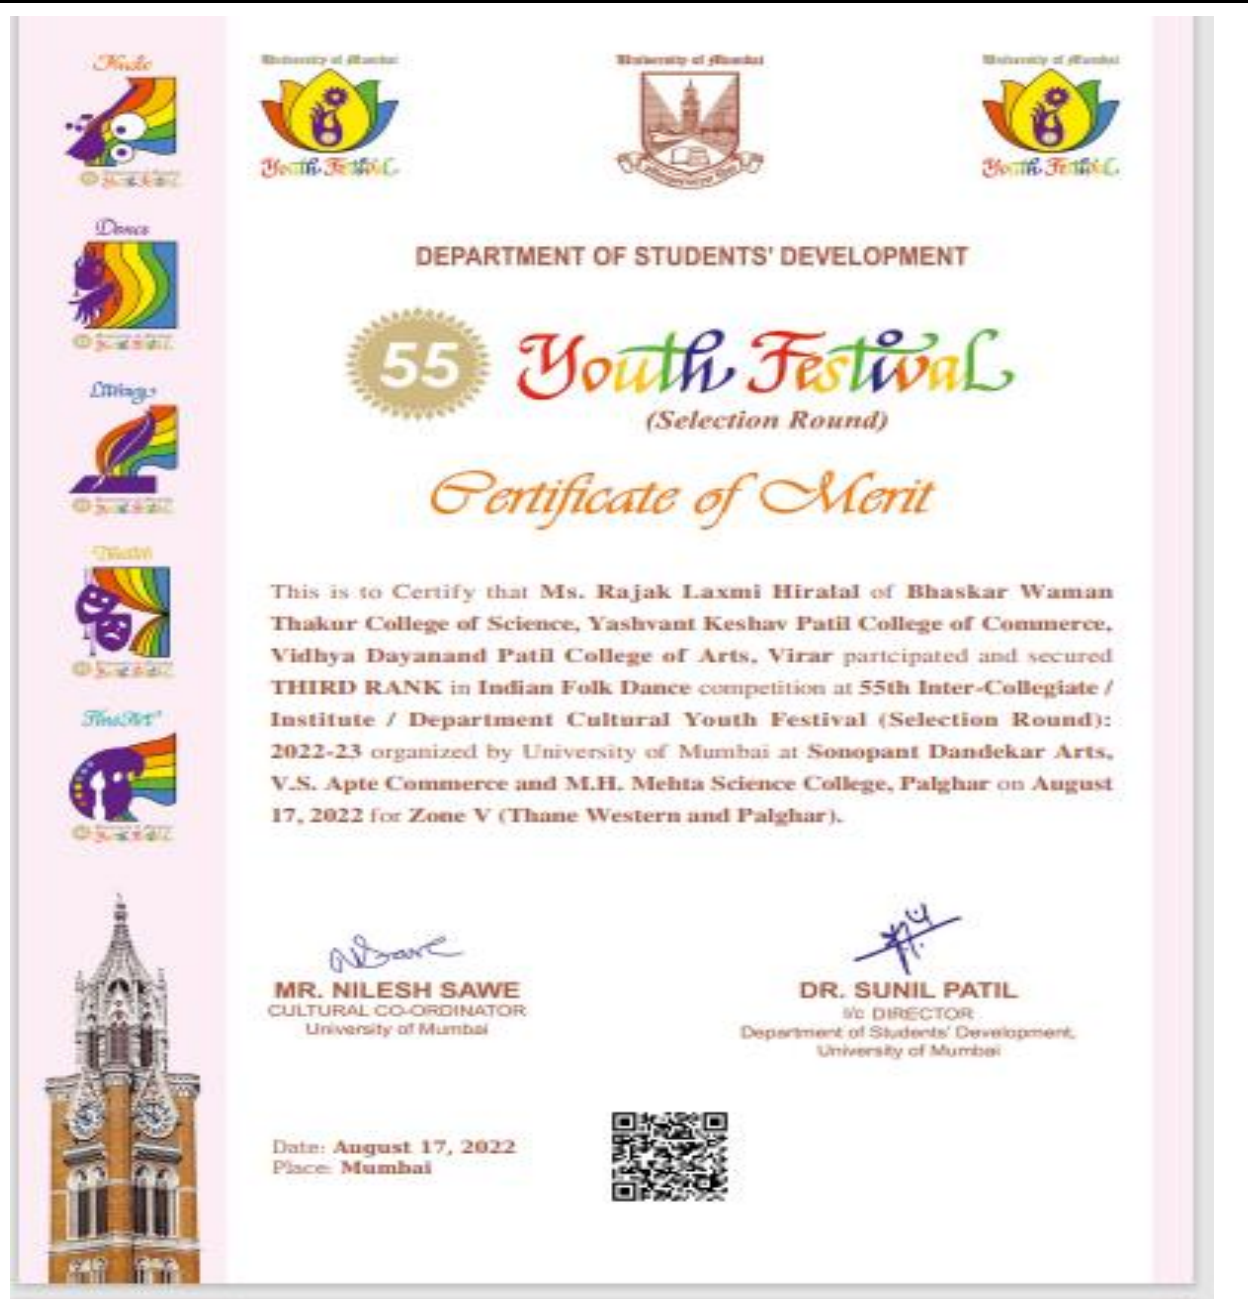 Music
University of Mumbai
Youth Festival
University of Mumbai
University of Mumbai
Youth Festival
Dance
Literary
Theatre
Fine Art
DEPARTMENT OF STUDENTS' DEVELOPMENT
55 Youth Festival
(Selection Round)
Certificate of Merit
This is to Certify that Ms. Rajak Laxmi Hiralal of Bhaskar Waman
Thakur College of Science, Yashvant Keshav Patil College of Commerce,
Vidhya Dayanand Patil College of Arts, Virar partcipated and secured
THIRD RANK in Indian Folk Dance competition at 55th Inter-Collegiate /
Institute / Department Cultural Youth Festival (Selection Round):
2022-23 organized by University of Mumbai at Sonopant Dandekar Arts,
V.S. Apte Commerce and M.H. Mehta Science College, Palghar on August
17, 2022 for Zone V (Thane Western and Palghar).
MR. NILESH SAWE
CULTURAL CO-ORDINATOR
University of Mumbai
DR. SUNIL PATIL
I/c DIRECTOR
Department of Students' Development,
University of Mumbai
Date: August 17, 2022
Place: Mumbai